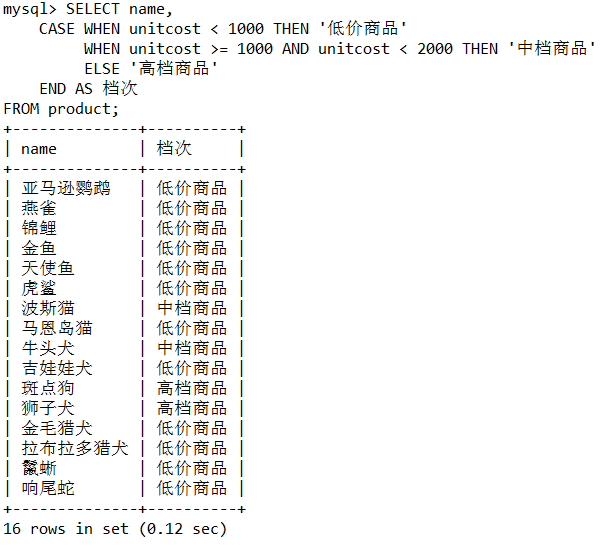 mysql> SELECT name,
    CASE WHEN unitcost < 1000 THEN '低价商品'
         WHEN unitcost >= 1000 AND unitcost < 2000 THEN '中档商品'
         ELSE '高档商品'
    END AS 档次
FROM product;
+--------------+----------+
| name         | 档次     |
+--------------+----------+
| 亚马逊鹦鹉   | 低价商品 |
| 燕雀         | 低价商品 |
| 锦鲤         | 低价商品 |
| 金鱼         | 低价商品 |
| 天使鱼       | 低价商品 |
| 虎鲨         | 低价商品 |
| 波斯猫       | 中档商品 |
| 马恩岛猫     | 低价商品 |
| 牛头犬       | 中档商品 |
| 吉娃娃犬     | 低价商品 |
| 斑点狗       | 高档商品 |
| 狮子犬       | 高档商品 |
| 金毛猎犬     | 低价商品 |
| 拉布拉多猎犬 | 低价商品 |
| 鬣蜥         | 低价商品 |
| 响尾蛇       | 低价商品 |
+--------------+----------+
16 rows in set (0.12 sec)